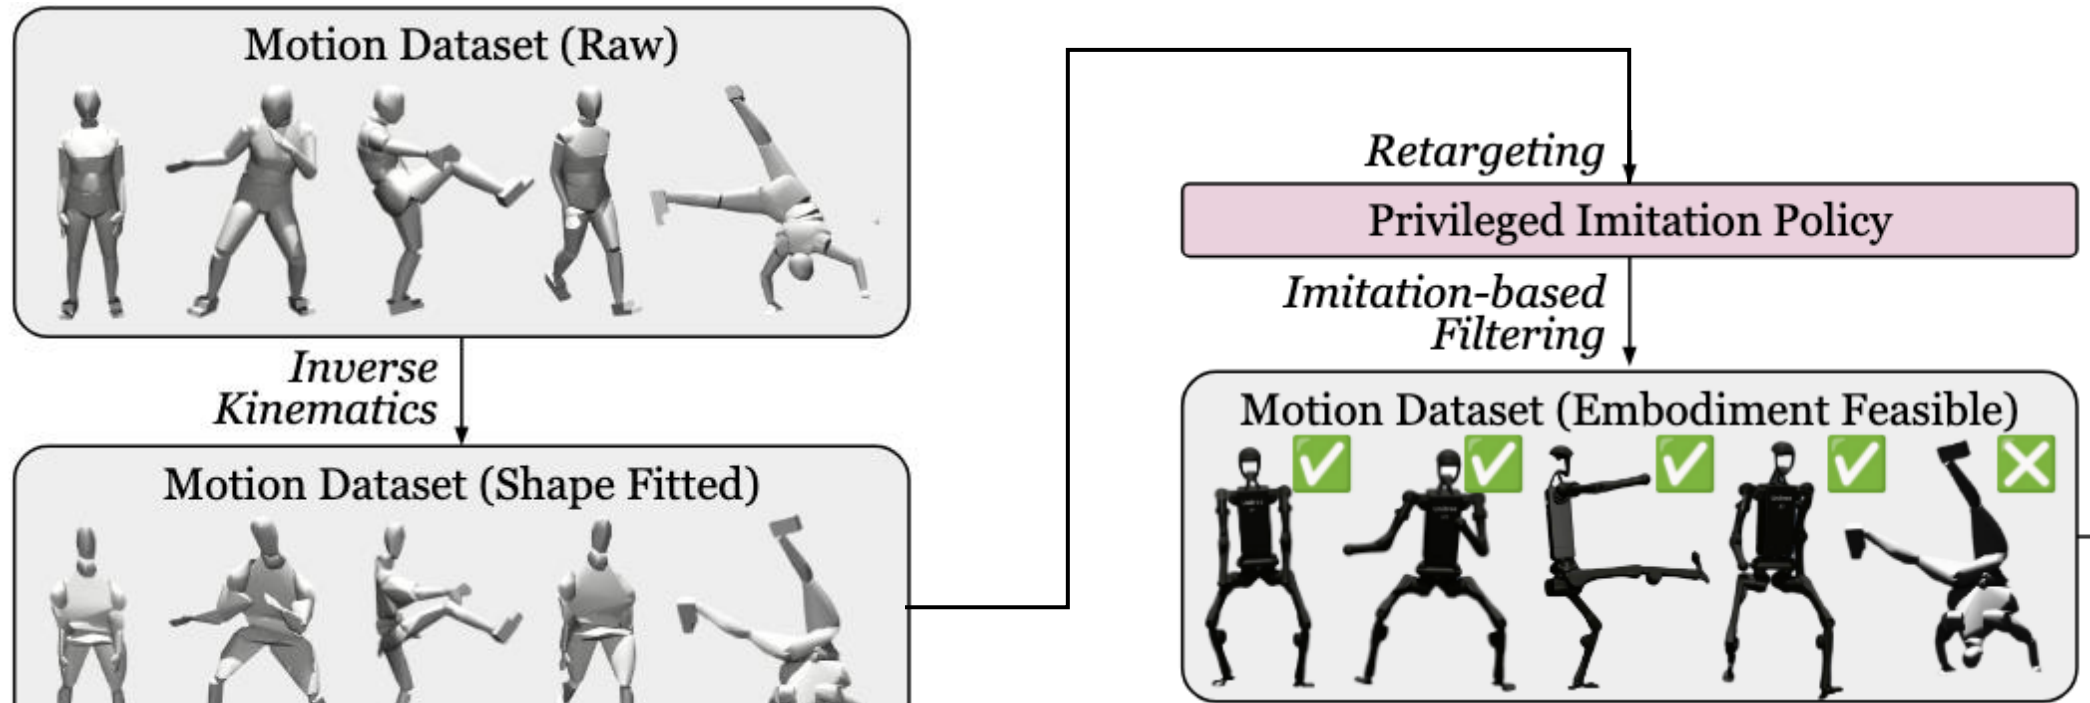 Motion Dataset (Raw)
Inverse
Kinematics
Motion Dataset (Shape Fitted)
Retargeting
Privileged Imitation Policy
Imitation-based
Filtering
Motion Dataset (Embodiment Feasible)